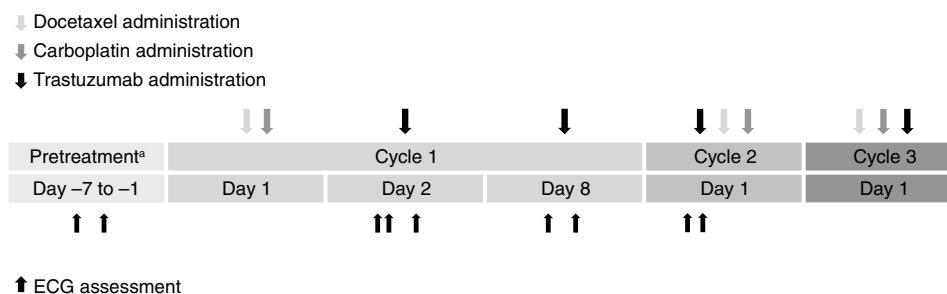 Docetaxel administration
Carboplatin administration
Trastuzumab administration
Pretreatmentᵃ Cycle 1 Cycle 2 Cycle 3
Day –7 to –1 Day 1 Day 2 Day 8 Day 1 Day 1
ECG assessment